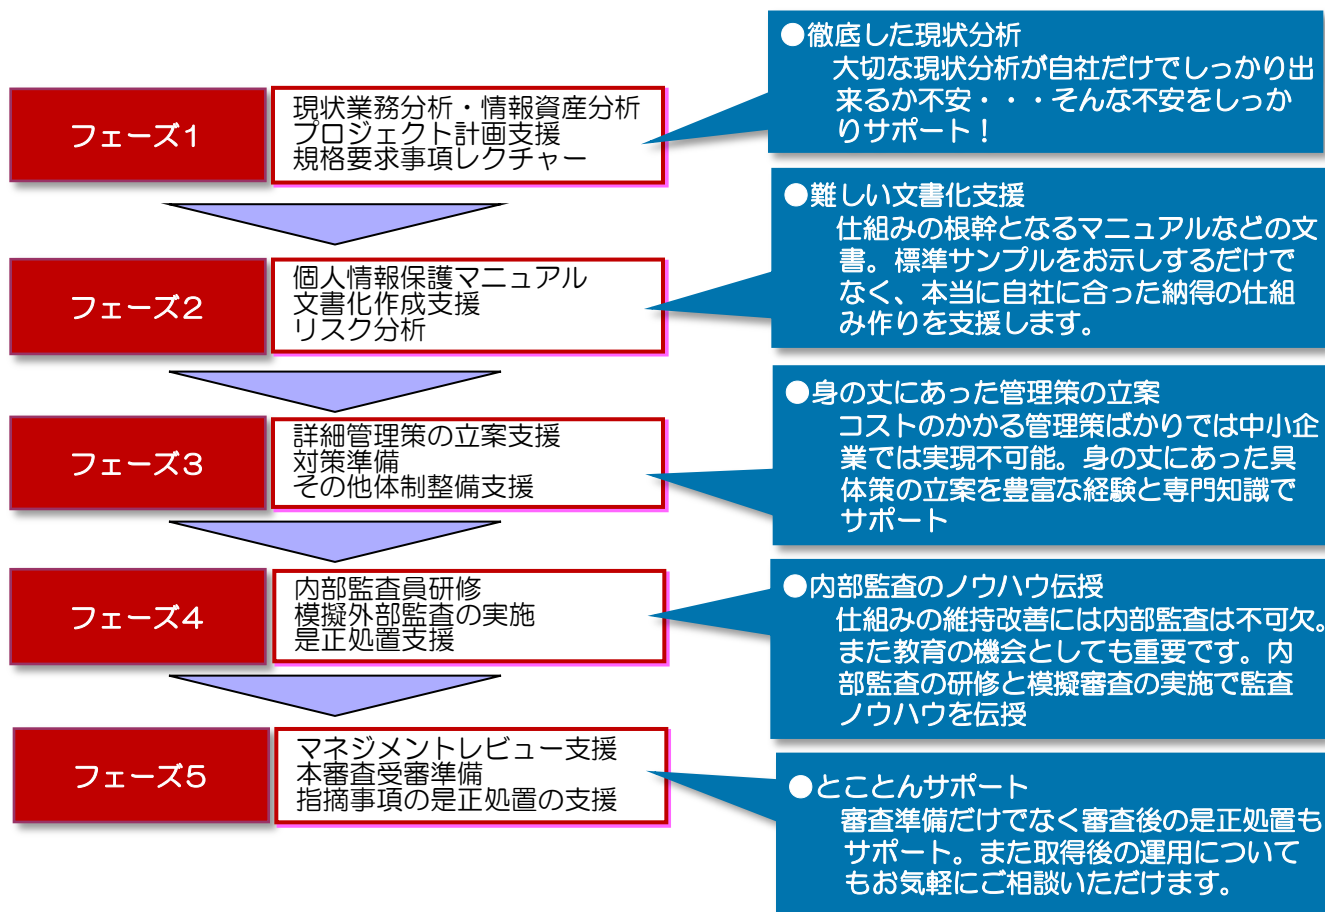 フェーズ1
現状業務分析・情報資産分析
プロジェクト計画支援
規格要求事項レクチャー
●徹底した現状分析
大切な現状分析が自社だけでしっかり出
来るか不安・・・そんな不安をしっか
りサポート！
フェーズ2
個人情報保護マニュアル
文書化作成支援
リスク分析
●難しい文書化支援
仕組みの根幹となるマニュアルなどの文
書。標準サンプルをお示しするだけで
なく、本当に自社に合った納得の仕組
み作りを支援します。
フェーズ3
詳細管理策の立案支援
対策準備
その他体制整備支援
●身の丈にあった管理策の立案
コストのかかる管理策ばかりでは中小企
業では実現不可能。身の丈にあった具
体策の立案を豊富な経験と専門知識で
サポート
フェーズ4
内部監査員研修
模擬外部監査の実施
是正処置支援
●内部監査のノウハウ伝授
仕組みの維持改善には内部監査は不可欠。
また教育の機会としても重要です。内
部監査の研修と模擬審査の実施で監査
ノウハウを伝授
フェーズ5
マネジメントレビュー支援
本審査受審準備
指摘事項の是正処置の支援
●とことんサポート
審査準備だけでなく審査後の是正処置も
サポート。また取得後の運用について
もお気軽にご相談いただけます。